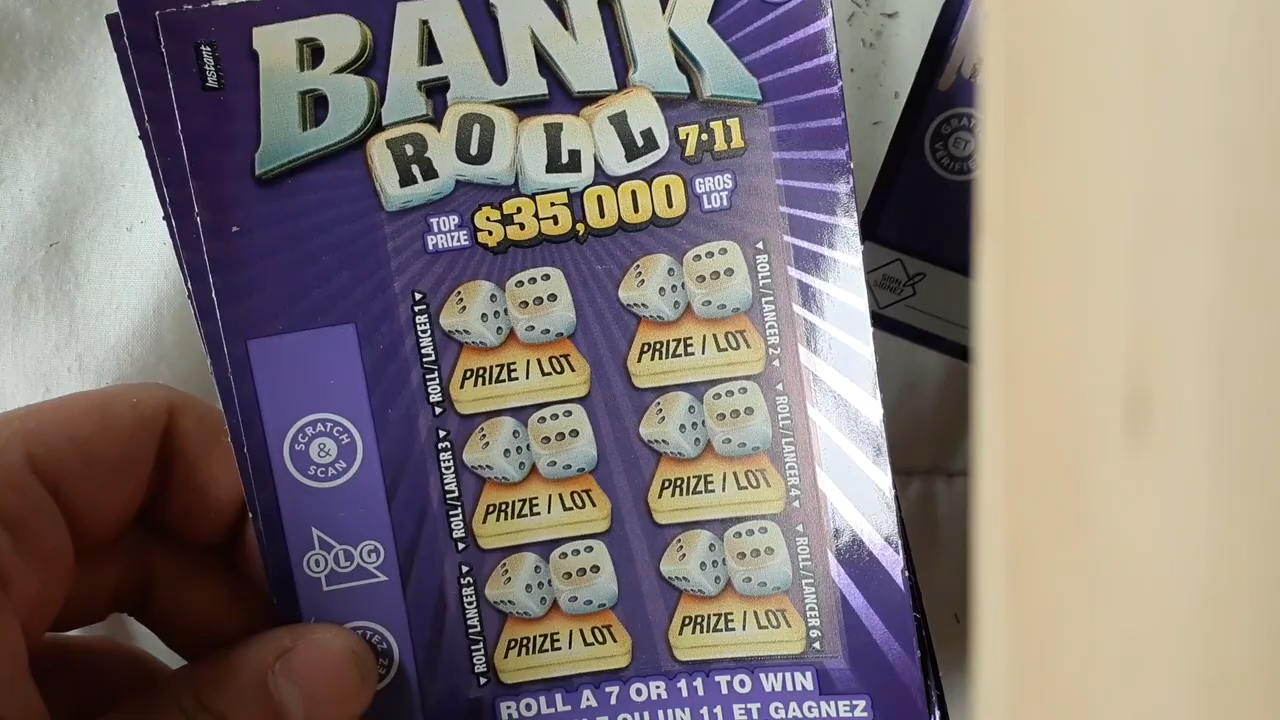 Instant
BANK
ROLL
7·11
TOP PRIZE
$35,000
GROS LOT
ROLL / LANCER 1
PRIZE / LOT
ROLL / LANCER 2
PRIZE / LOT
ROLL / LANCER 3
PRIZE / LOT
ROLL / LANCER 4
PRIZE / LOT
ROLL / LANCER 5
PRIZE / LOT
ROLL / LANCER 6
PRIZE / LOT
ROLL A 7 OR 11 TO WIN
OU UN 11 ET GAGNEZ
SCRATCH & SCAN
OLG
SIGN
SIGNEZ
ET